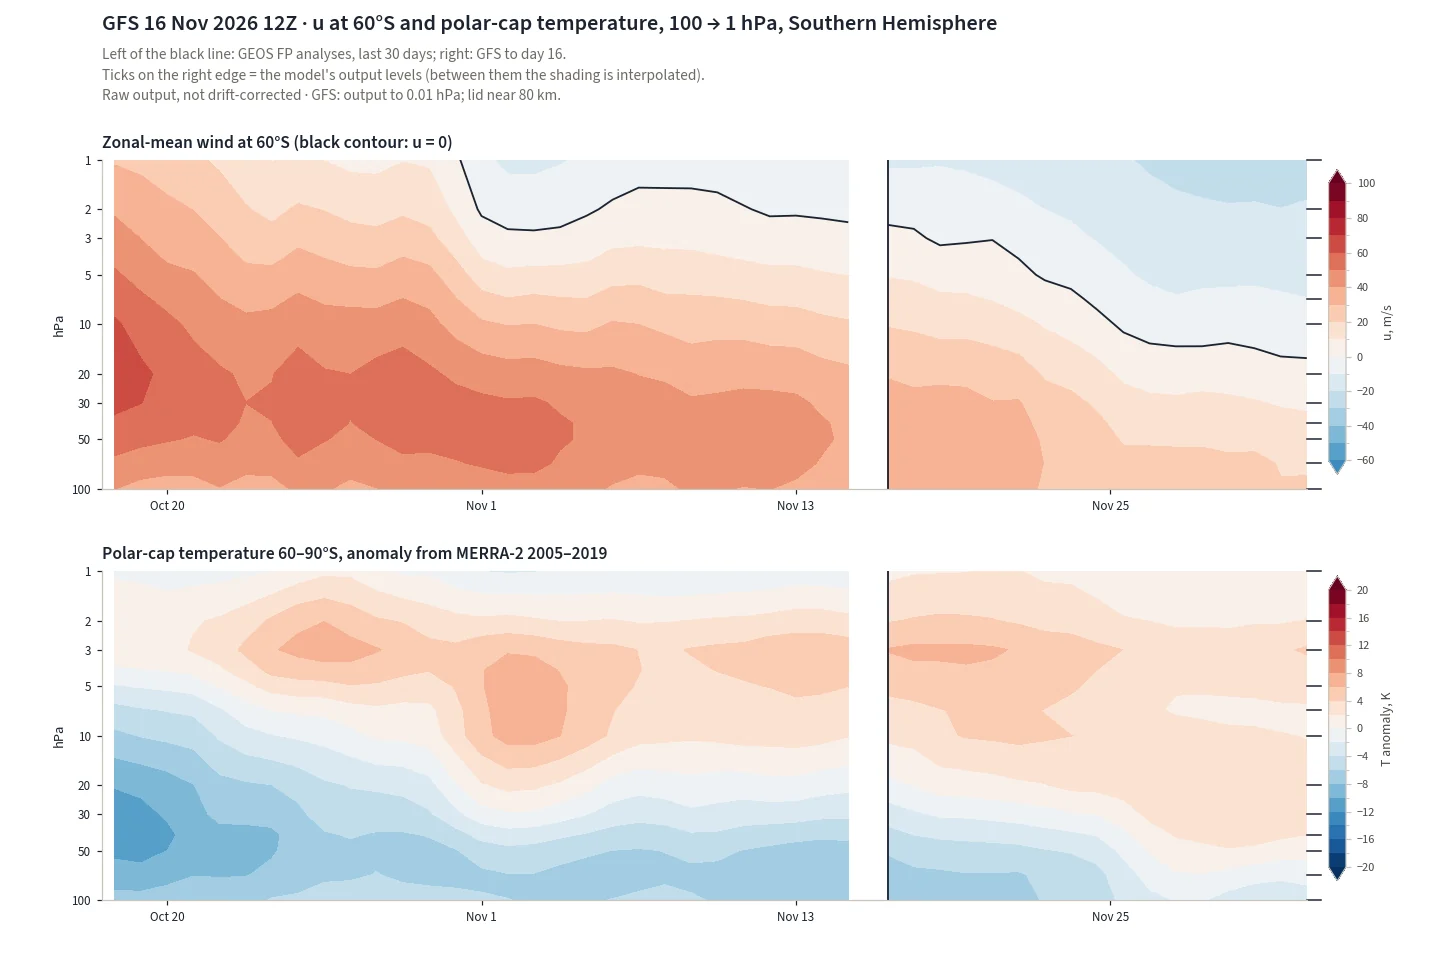 GFS 16 Nov 2026 12Z · u at 60°S and polar-cap temperature, 100 → 1 hPa, Southern Hemisphere
Left of the black line: GEOS FP analyses, last 30 days; right: GFS to day 16.
Ticks on the right edge = the model's output levels (between them the shading is interpolated).
Raw output, not drift-corrected · GFS: output to 0.01 hPa; lid near 80 km.
Zonal-mean wind at 60°S (black contour: u = 0)
1
2
3
5
10
20
30
50
100
hPa
Oct 20
Nov 1
Nov 13
Nov 25
100
80
60
40
20
0
−20
−40
−60
u, m/s
Polar-cap temperature 60–90°S, anomaly from MERRA-2 2005–2019
1
2
3
5
10
20
30
50
100
hPa
Oct 20
Nov 1
Nov 13
Nov 25
20
16
12
8
4
0
−4
−8
−12
−16
−20
T anomaly, K